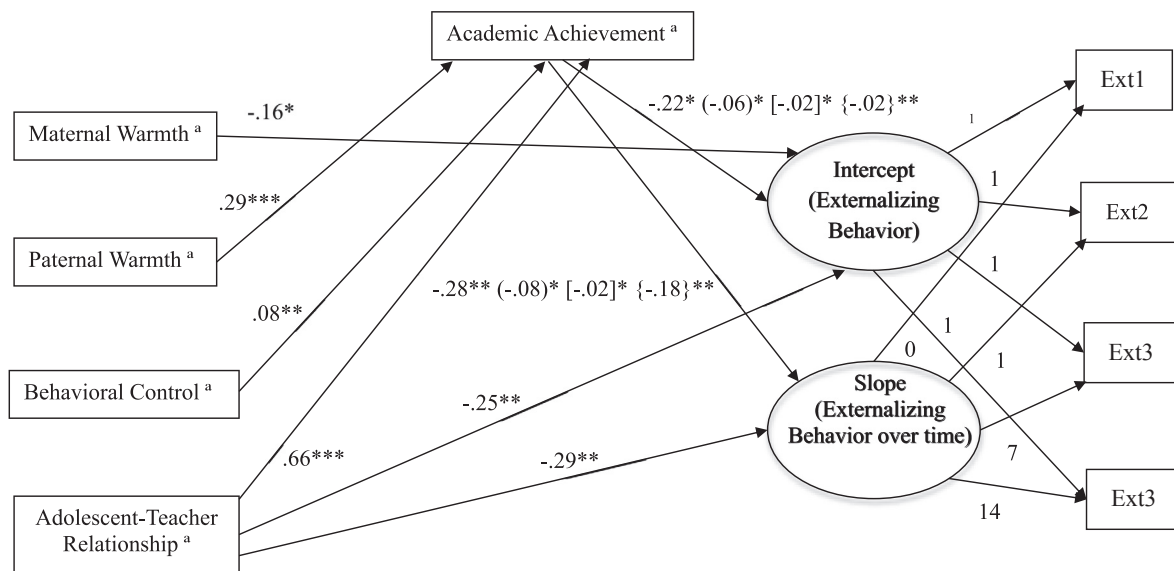 Academic Achievement ª
Ext1
-.16*
-.22* (-.06)* [-.02]* {-.02}**
1
Maternal Warmth ª
Intercept
(Externalizing
Behavior)
1
.29***
Ext2
Paternal Warmth ª
1
-.28** (-.08)* [-.02]* {-.18}**
.08**
1
0
1
Ext3
Behavioral Control ª
Slope
(Externalizing
Behavior over time)
-.25**
.66***
-.29**
7
Ext3
14
Adolescent-Teacher
Relationship ª